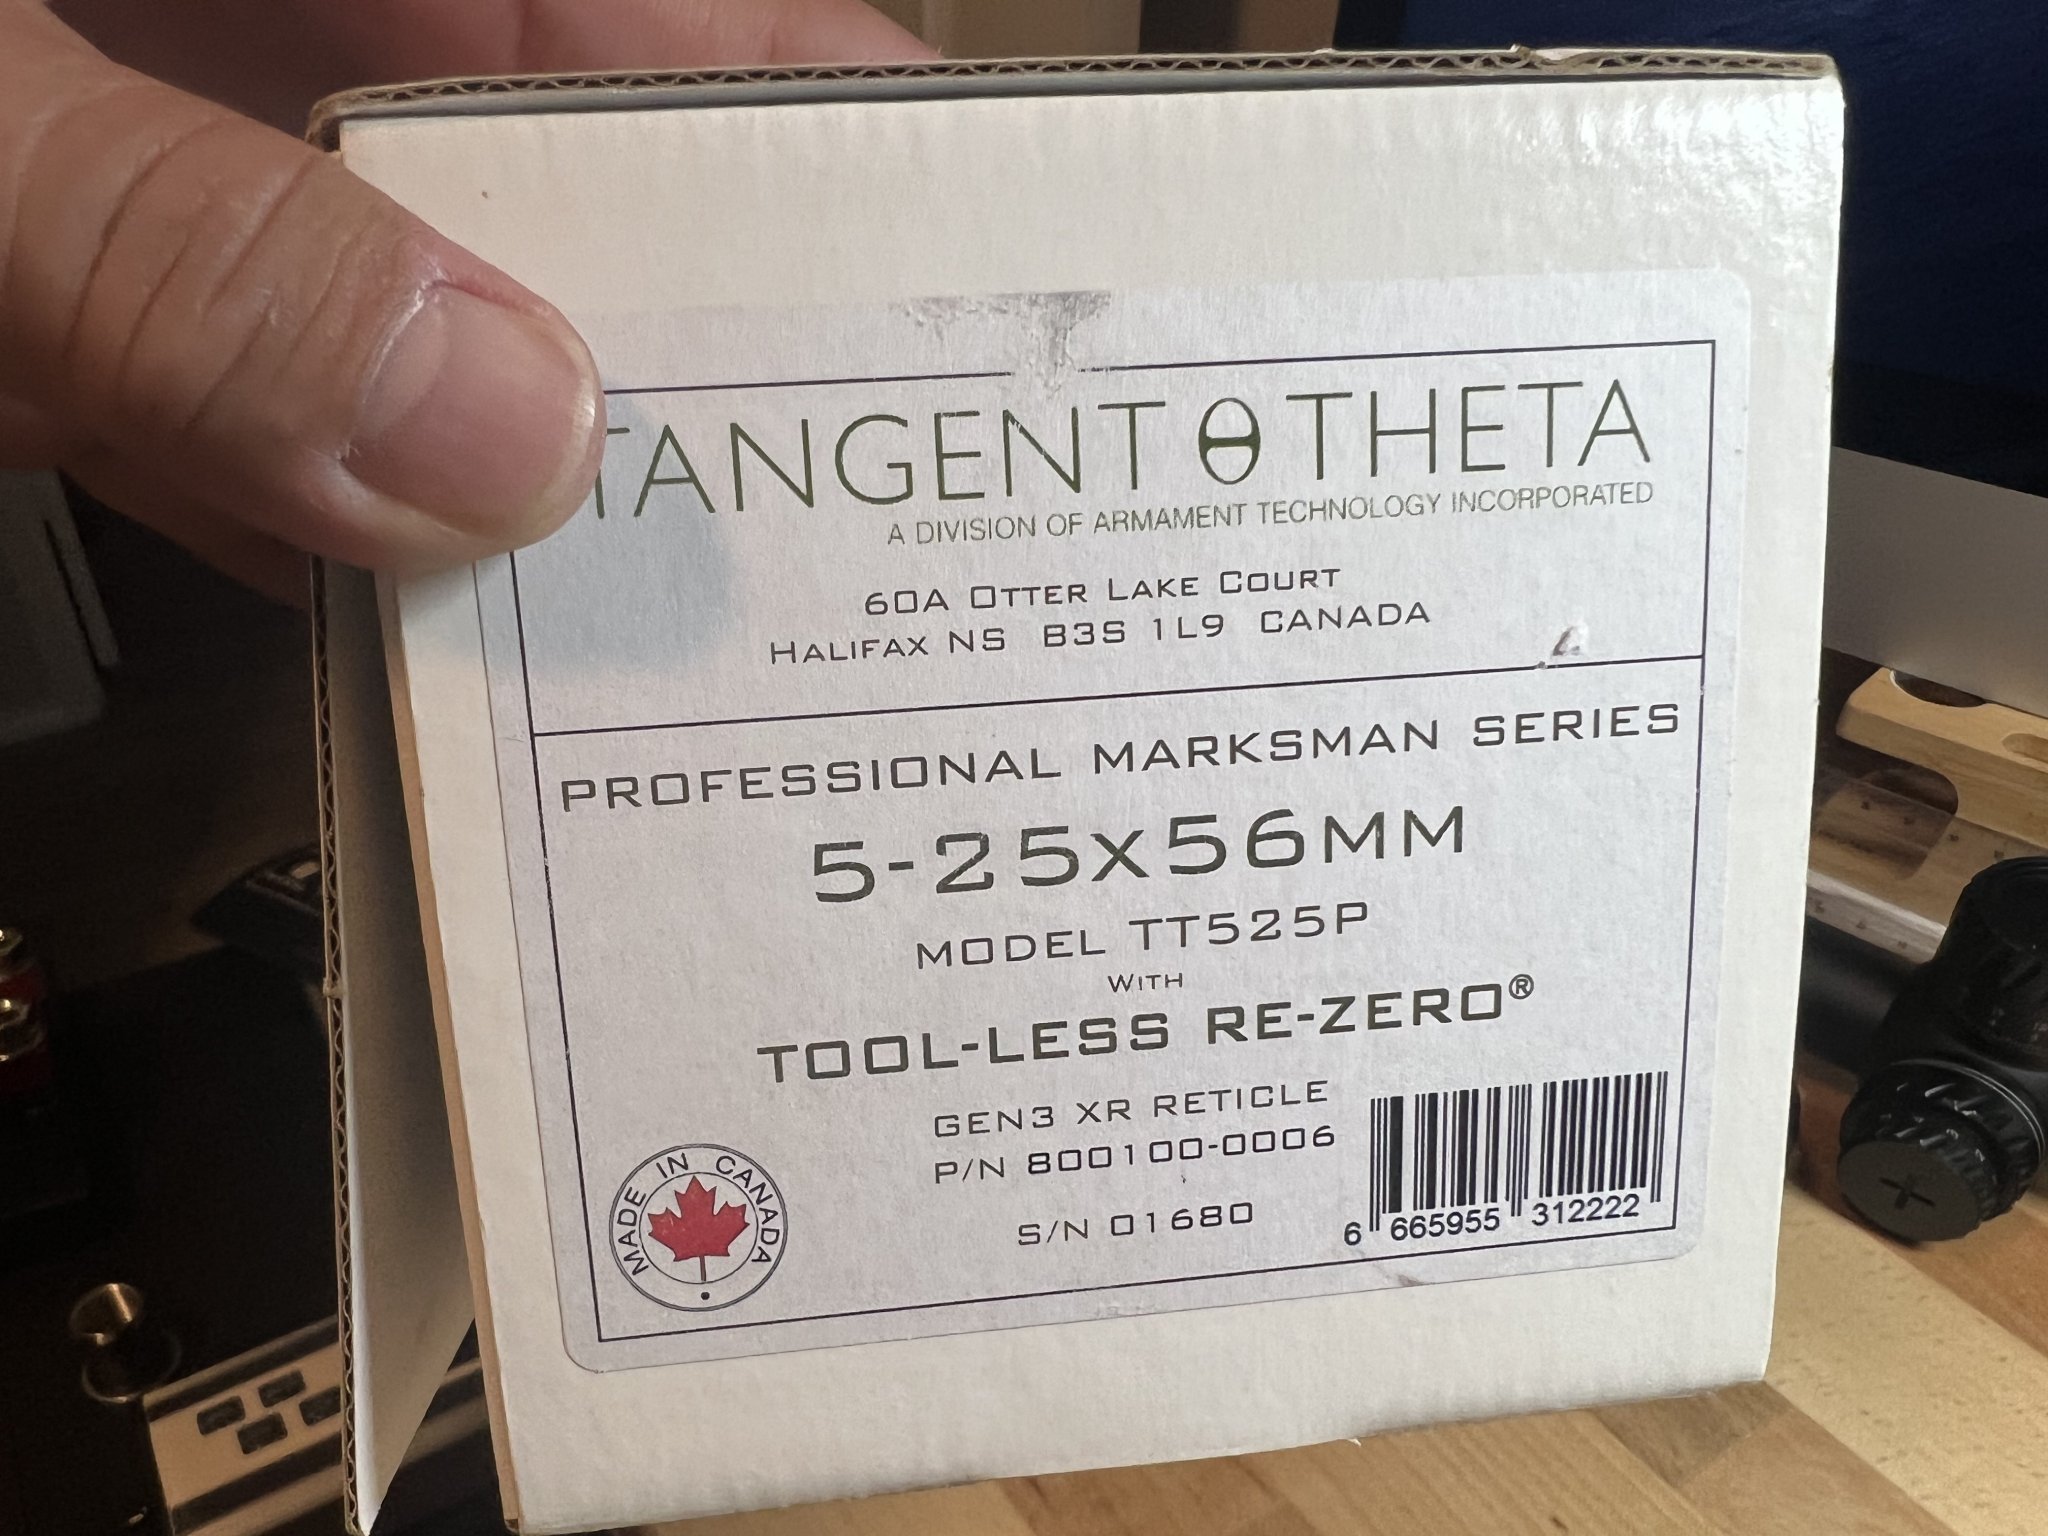 TANGENT θ THETA
A DIVISION OF ARMAMENT TECHNOLOGY INCORPORATED
60A OTTER LAKE COURT
HALIFAX NS B3S 1L9 CANADA
PROFESSIONAL MARKSMAN SERIES
5-25x56MM
MODEL TT525P
WITH
TOOL-LESS RE-ZERO®
GEN3 XR RETICLE
P/N 800100-0006
S/N 01680
MADE IN CANADA
6 665955 312222